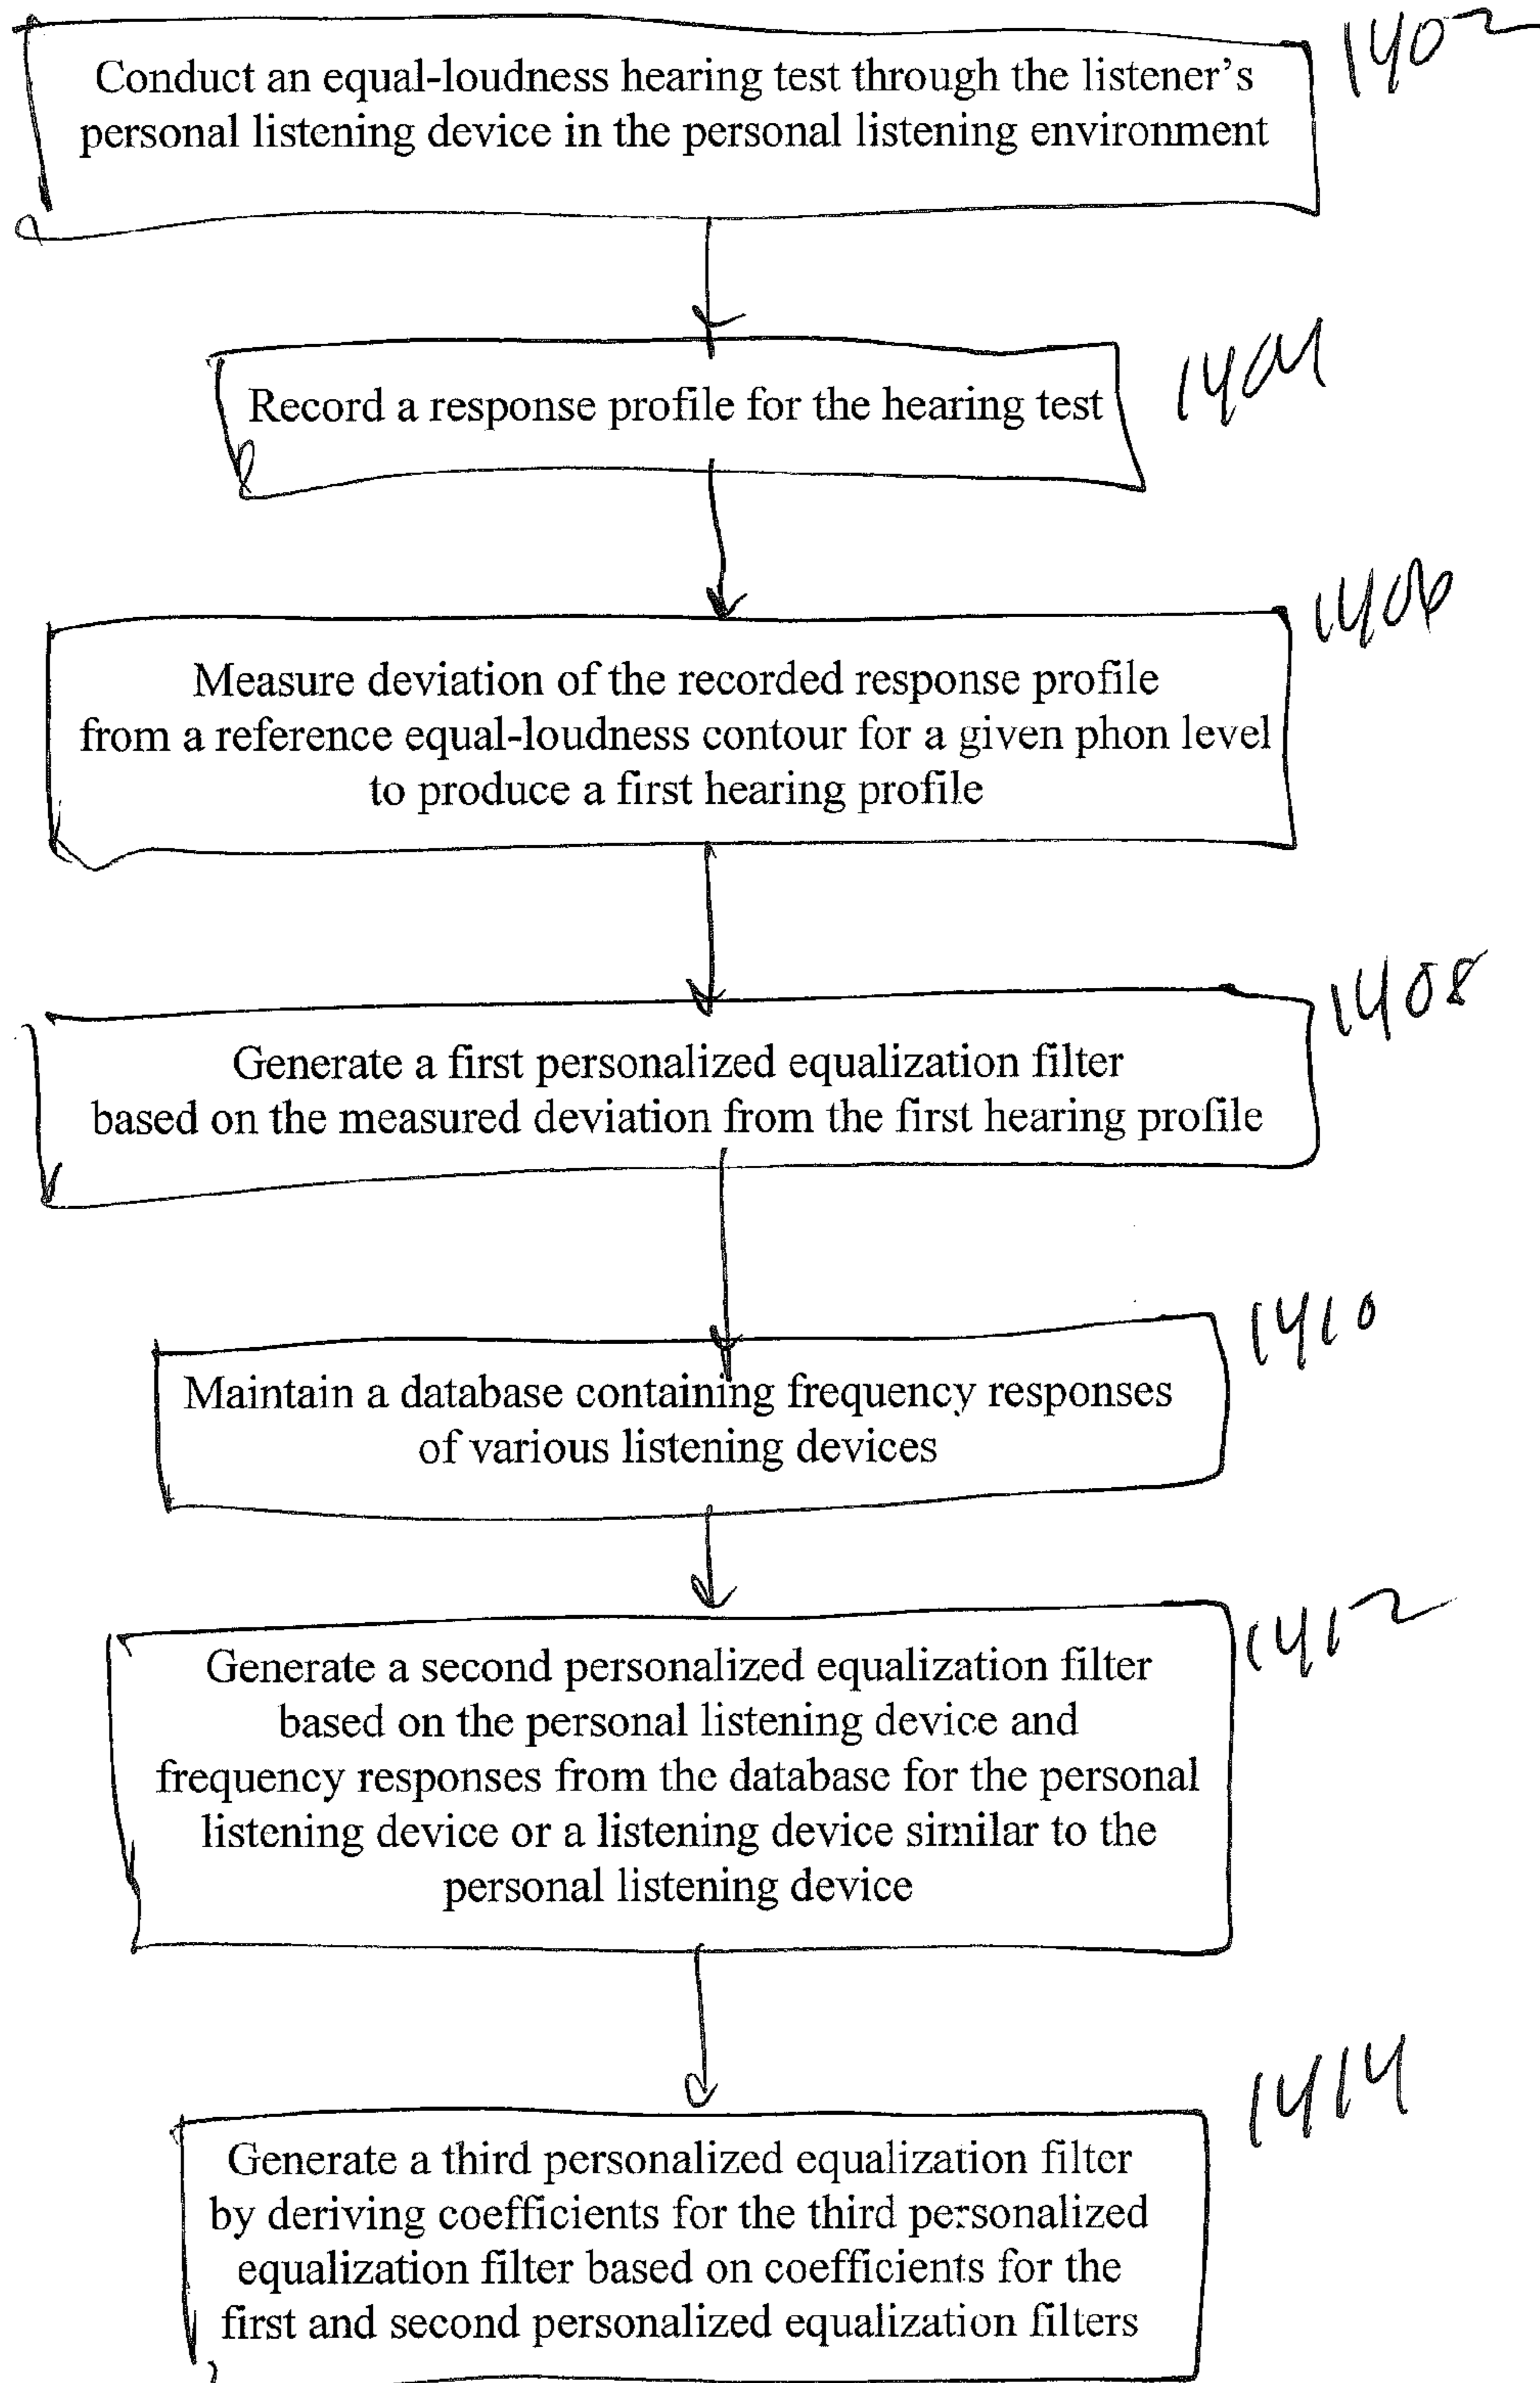 1402
Conduct an equal-loudness hearing test through the listener's
personal listening device in the personal listening environment
1404
Record a response profile for the hearing test
1406
Measure deviation of the recorded response profile
from a reference equal-loudness contour for a given phon level
to produce a first hearing profile
1408
Generate a first personalized equalization filter
based on the measured deviation from the first hearing profile
1410
Maintain a database containing frequency responses
of various listening devices
1412
Generate a second personalized equalization filter
based on the personal listening device and
frequency responses from the database for the personal
listening device or a listening device similar to the
personal listening device
1414
Generate a third personalized equalization filter
by deriving coefficients for the third personalized
equalization filter based on coefficients for the
first and second personalized equalization filters